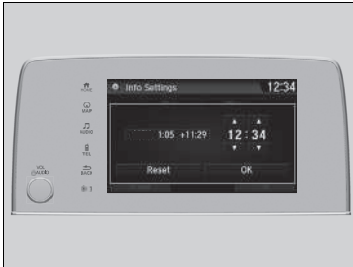 Info Settings 12:34
HOME
MAP
AUDIO
TEL
BACK
VOL
AUDIO
1:05 +11:29
12 : 34
Reset OK